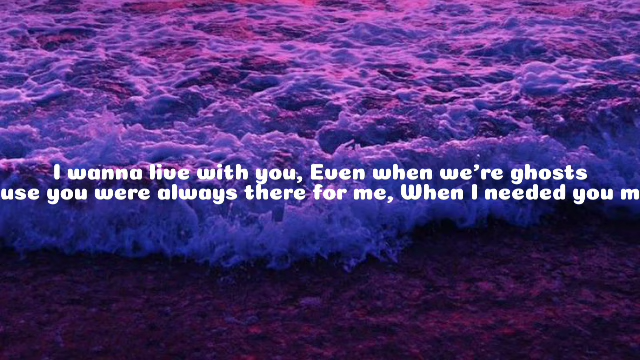 I wanna live with you, Even when we're ghosts
use you were always there for me, When I needed you m